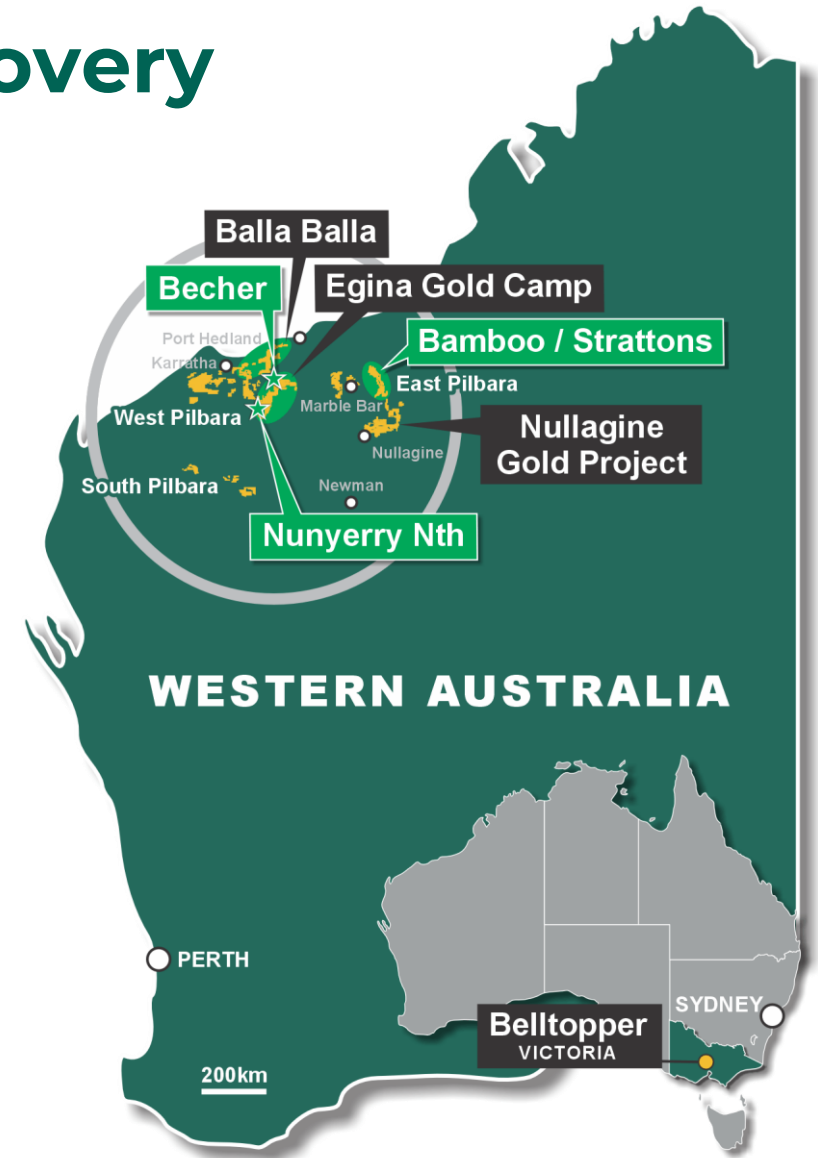 overy
Balla Balla
Becher
Egina Gold Camp
Port Hedland
Bamboo / Strattons
Karratha
East Pilbara
Marble Bar
West Pilbara
Nullagine
Gold Project
Nullagine
South Pilbara
Newman
Nunyerry Nth
WESTERN AUSTRALIA
PERTH
SYDNEY
Belltopper
VICTORIA
200km